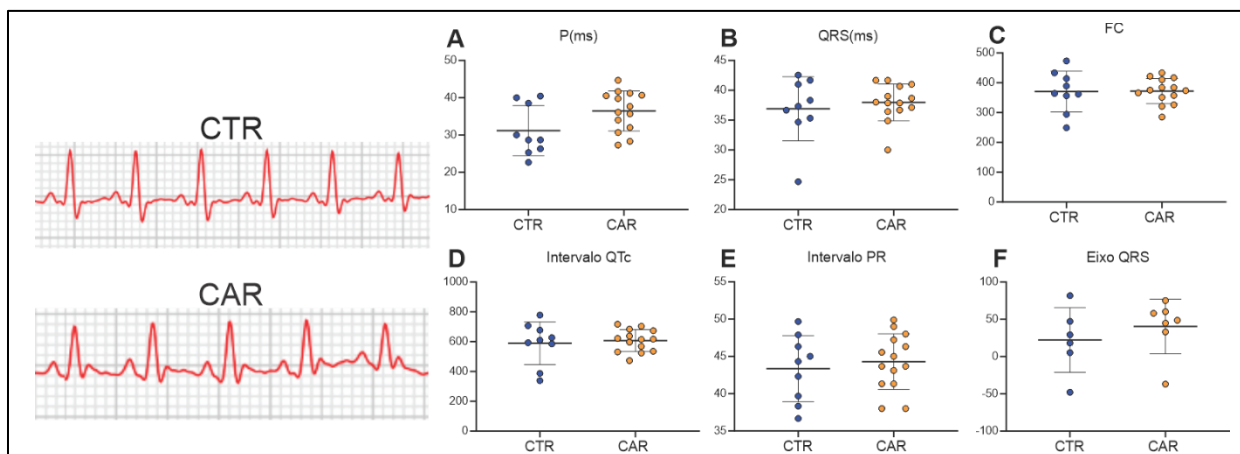 CTR
CAR
A
P(ms)
50
40
30
20
10
CTR
CAR
B
QRS(ms)
45
40
35
30
25
20
CTR
CAR
C
FC
500
400
300
200
100
0
CTR
CAR
D
Intervalo QTc
1000
800
600
400
200
0
CTR
CAR
E
Intervalo PR
55
50
45
40
35
CTR
CAR
F
Eixo QRS
100
50
0
-50
-100
CTR
CAR